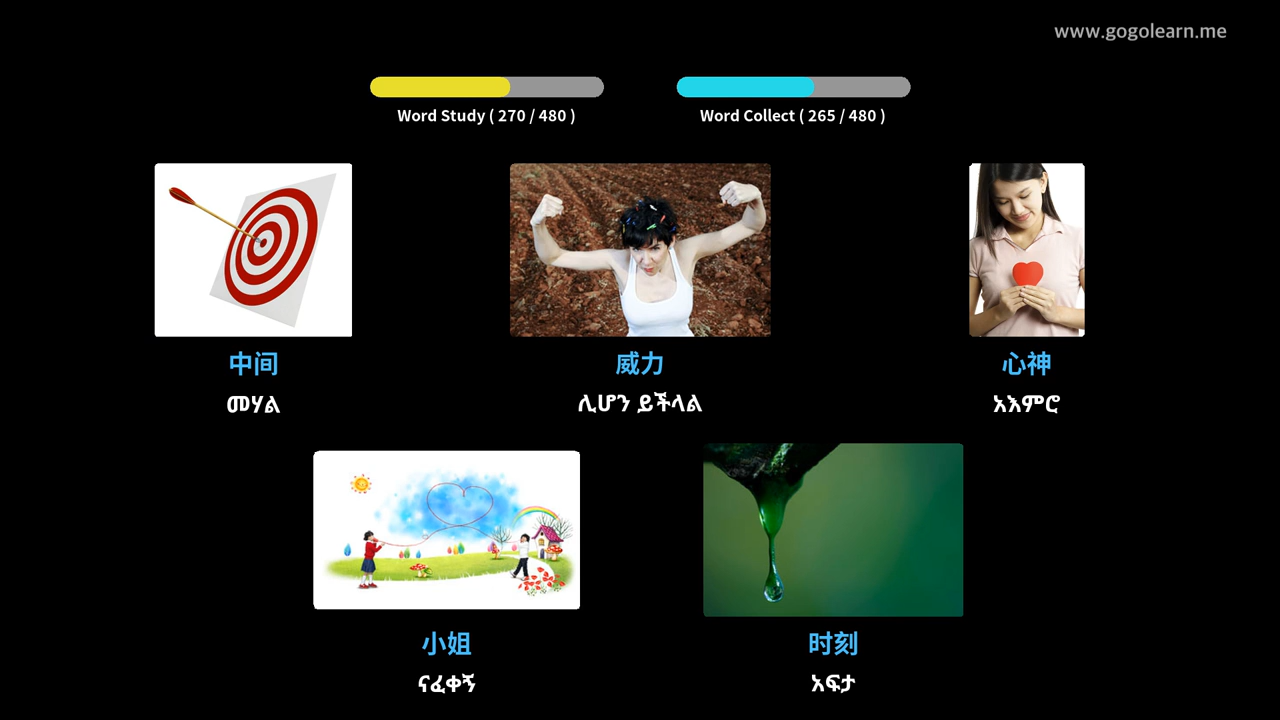 www.gogolearn.me
Word Study ( 270 / 480 )
Word Collect ( 265 / 480 )
中间
መሃል
威力
ሊሆን ይችላል
心神
አእምሮ
小姐
ናፈቀኝ
时刻
አፍታ